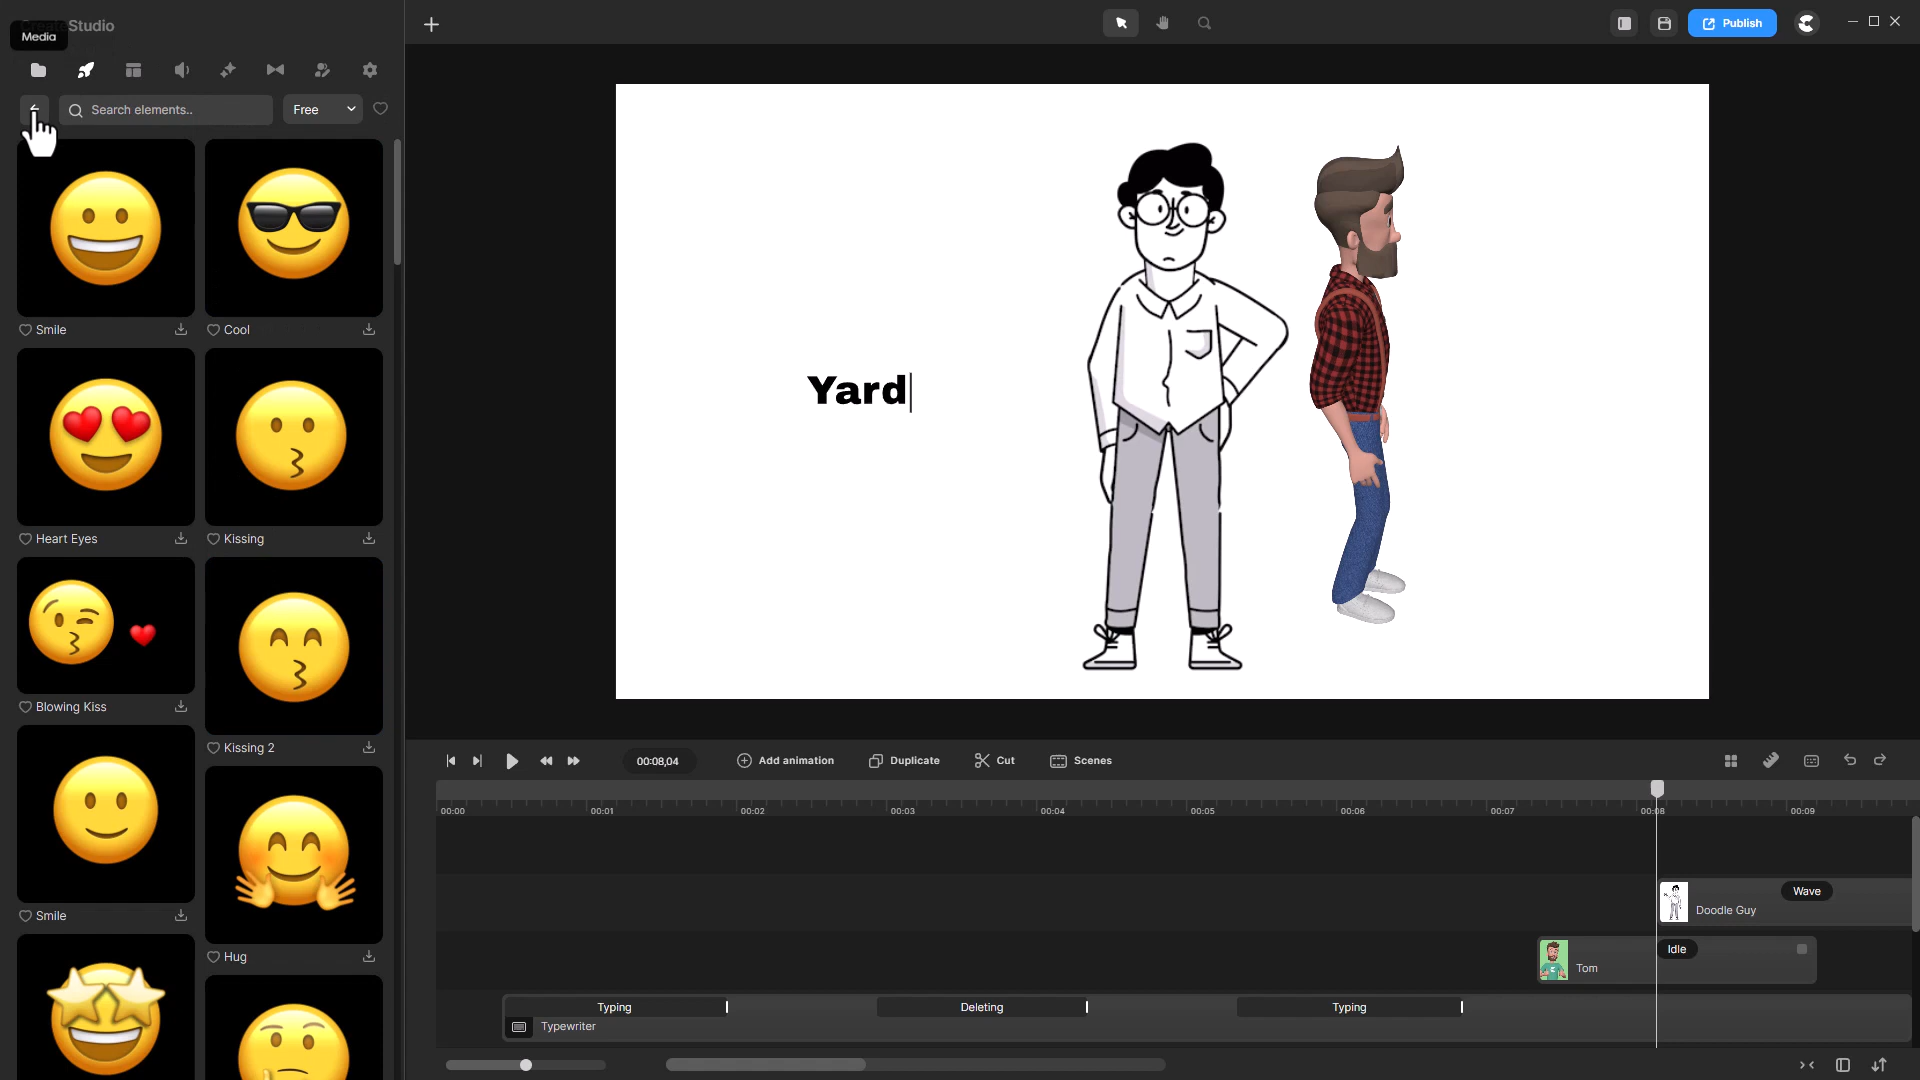 Studio
Media
Publish
Search elements..
Free
Smile
Cool
Heart Eyes
Kissing
Blowing Kiss
Kissing 2
Smile
Hug
Yard
00:08,04
Add animation
Duplicate
Cut
Scenes
00:00
00:01
00:02
00:03
00:04
00:05
00:06
00:07
00:08
00:09
Wave
Doodle Guy
Idle
Tom
Typing
Deleting
Typing
Typewriter